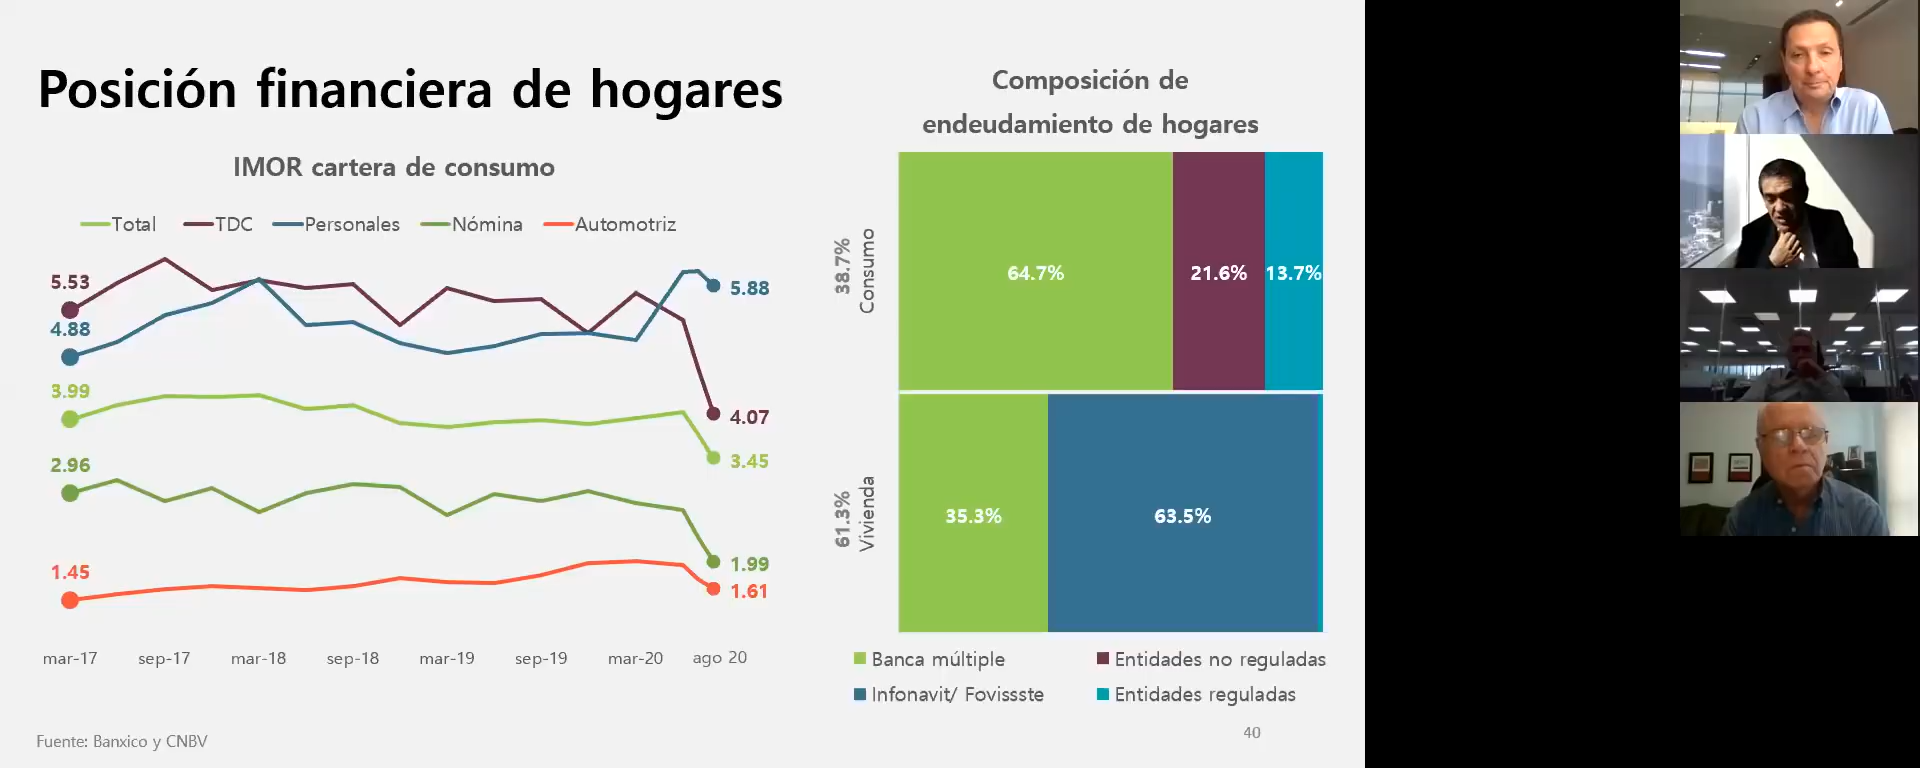 Posición financiera de hogares
IMOR cartera de consumo
Total TDC Personales Nómina Automotriz
5.53
4.88
3.99
2.96
1.45
5.88
4.07
3.45
1.99
1.61
mar-17 sep-17 mar-18 sep-18 mar-19 sep-19 mar-20 ago 20
Fuente: Banxico y CNBV
Composición de
endeudamiento de hogares
38.7%
Consumo
64.7% 21.6% 13.7%
61.3%
Vivienda
35.3% 63.5%
Banca múltiple Entidades no reguladas
Infonavit/ Fovissste Entidades reguladas
40